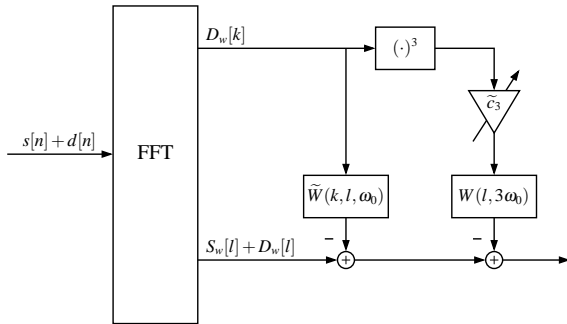 D_w[k]
(·)^3
c̃_3
s[n]+d[n]
FFT
W̃(k,l,ω_0)
W(l,3ω_0)
−
−
S_w[l]+D_w[l]
+
+